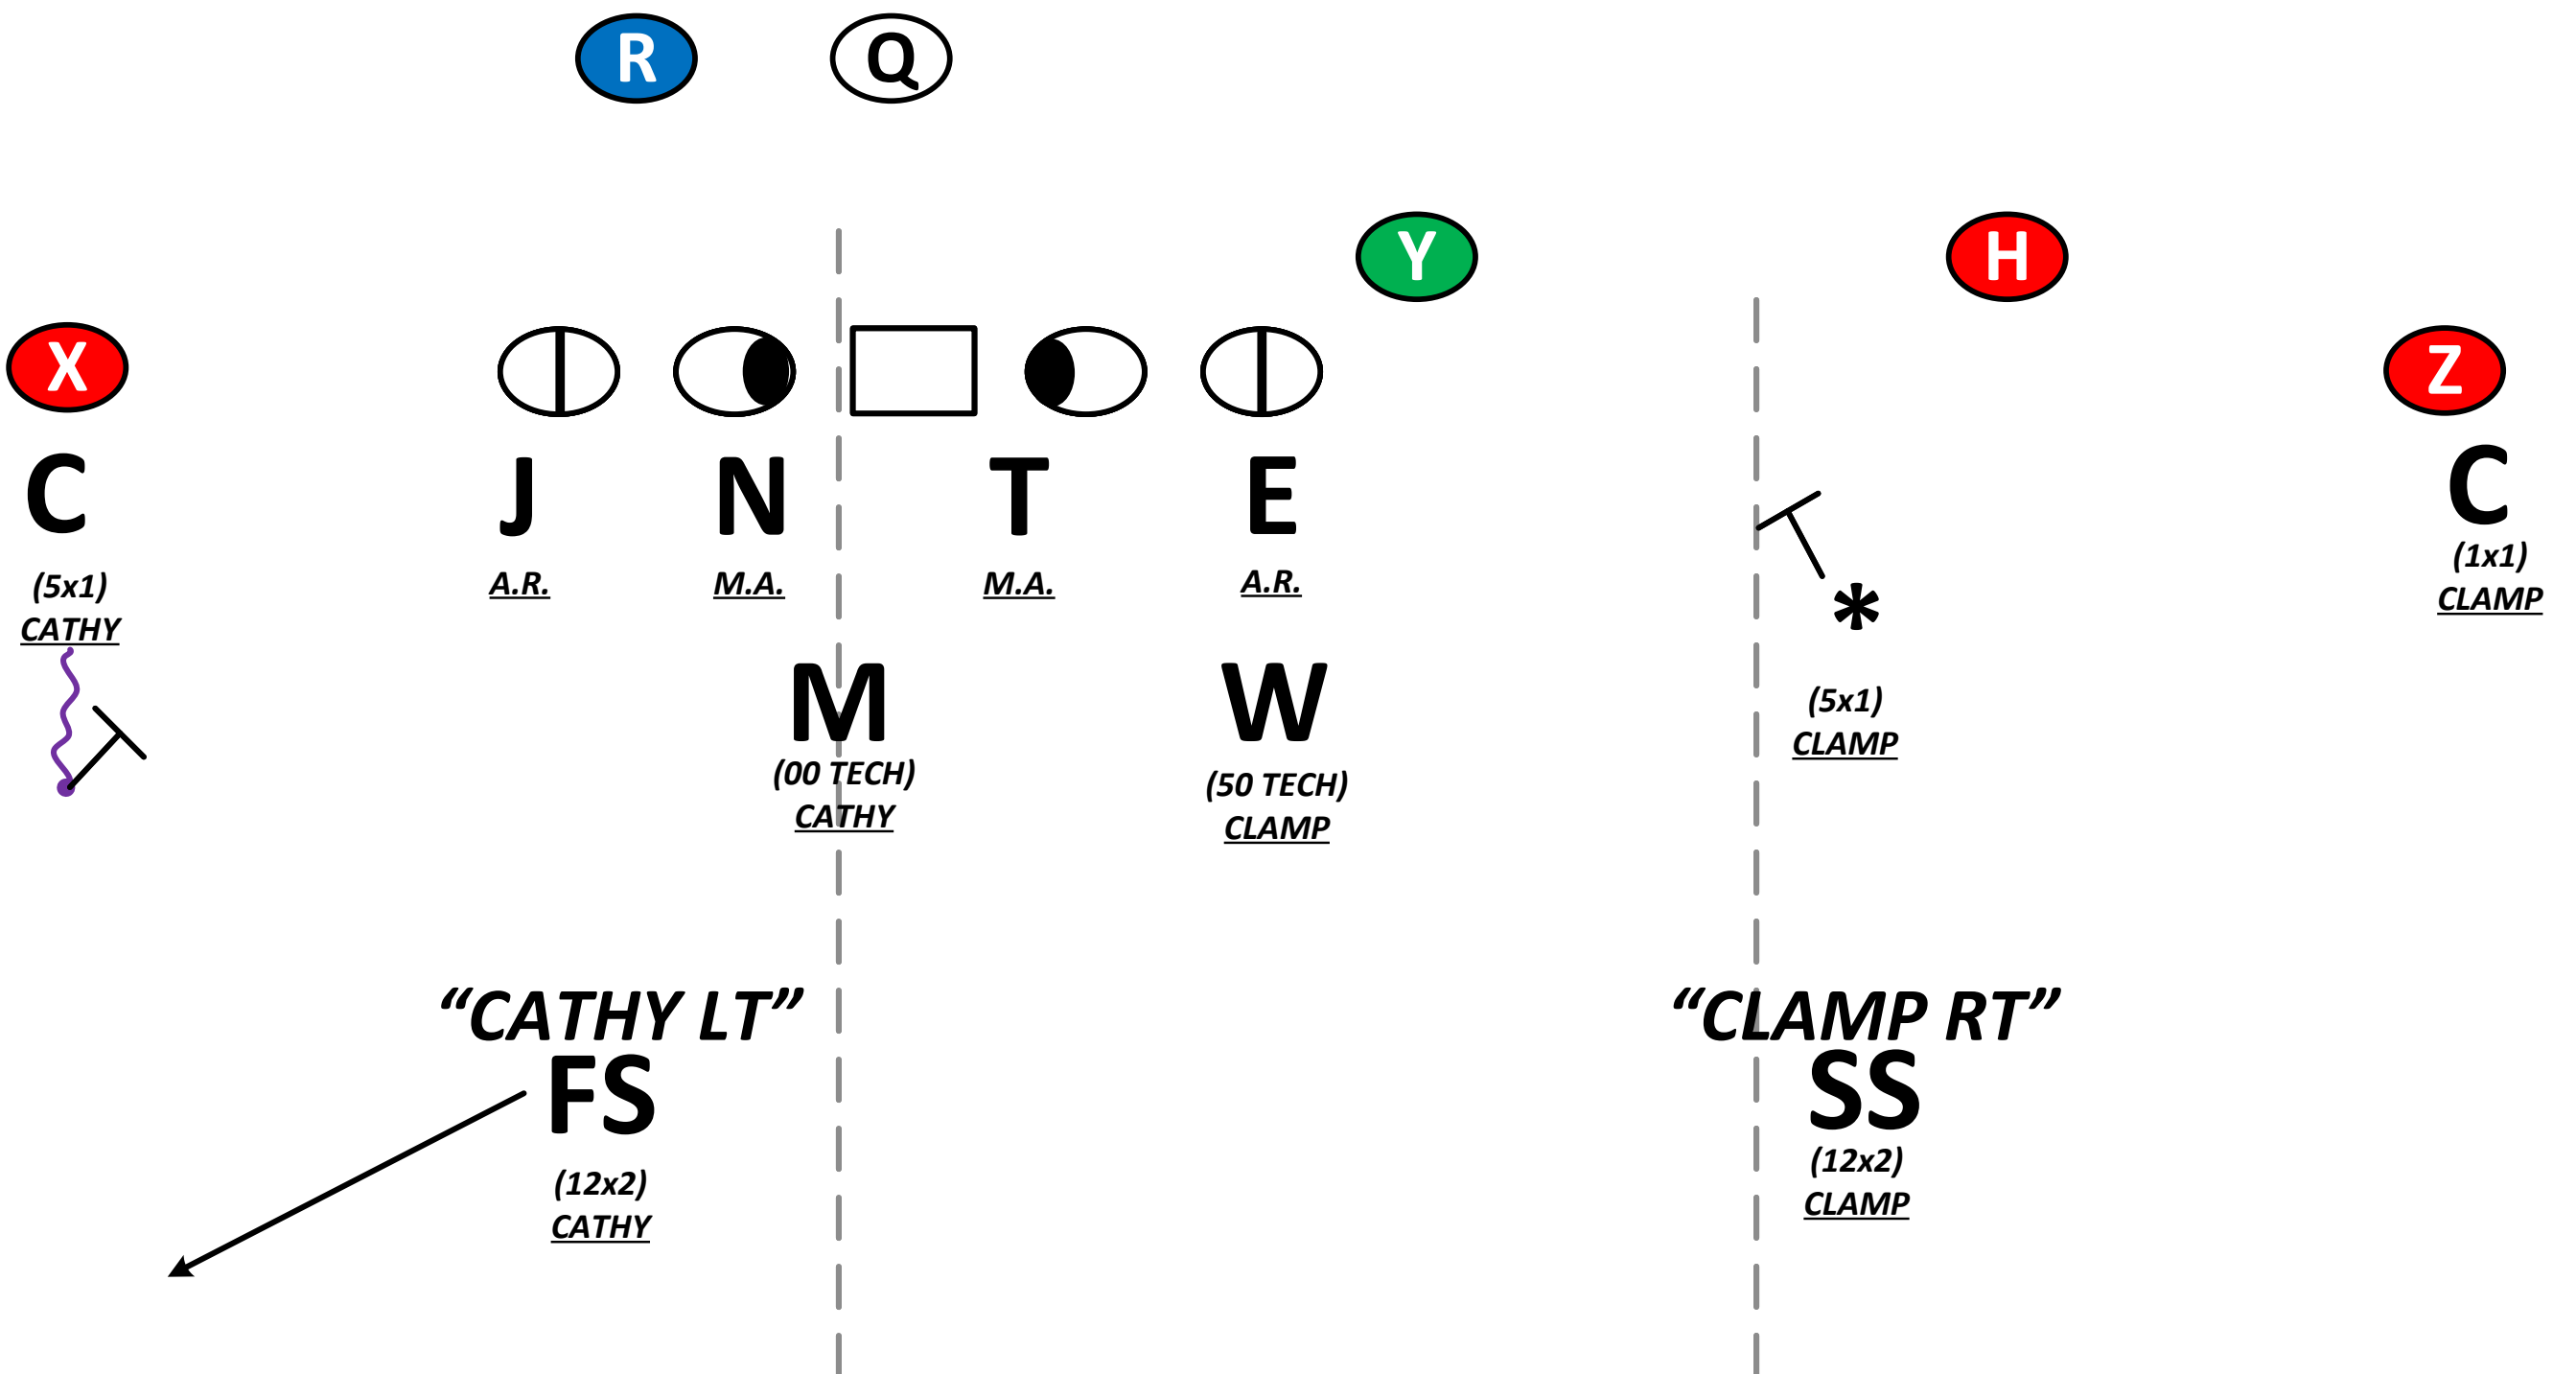 R Q
Y H
X Z
C J N T E C
(5x1) A.R. M.A. M.A. A.R. (1x1)
CATHY CLAMP
*
M W (5x1)
CLAMP
(00 TECH) (50 TECH)
CATHY CLAMP
“CATHY LT” “CLAMP RT”
FS SS
(12x2) (12x2)
CATHY CLAMP